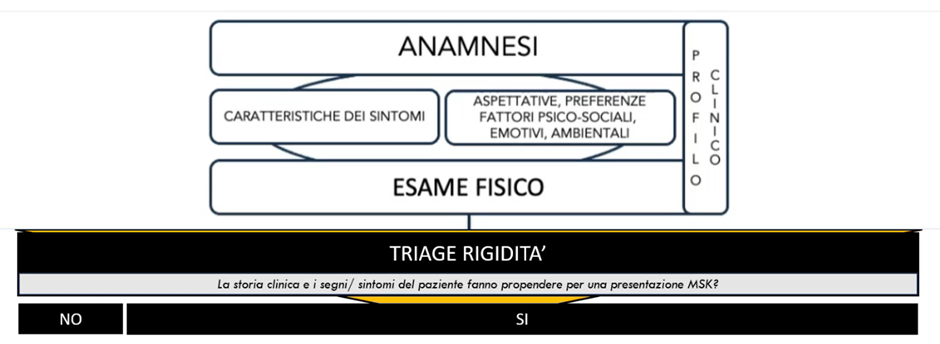 ANAMNESI
CARATTERISTICHE DEI SINTOMI
ASPETTATIVE, PREFERENZE
FATTORI PSICO-SOCIALI,
EMOTIVI, AMBIENTALI
ESAME FISICO
PROFILO
CLINICO
TRIAGE RIGIDITA’
La storia clinica e i segni/ sintomi del paziente fanno propendere per una presentazione MSK?
NO
SI